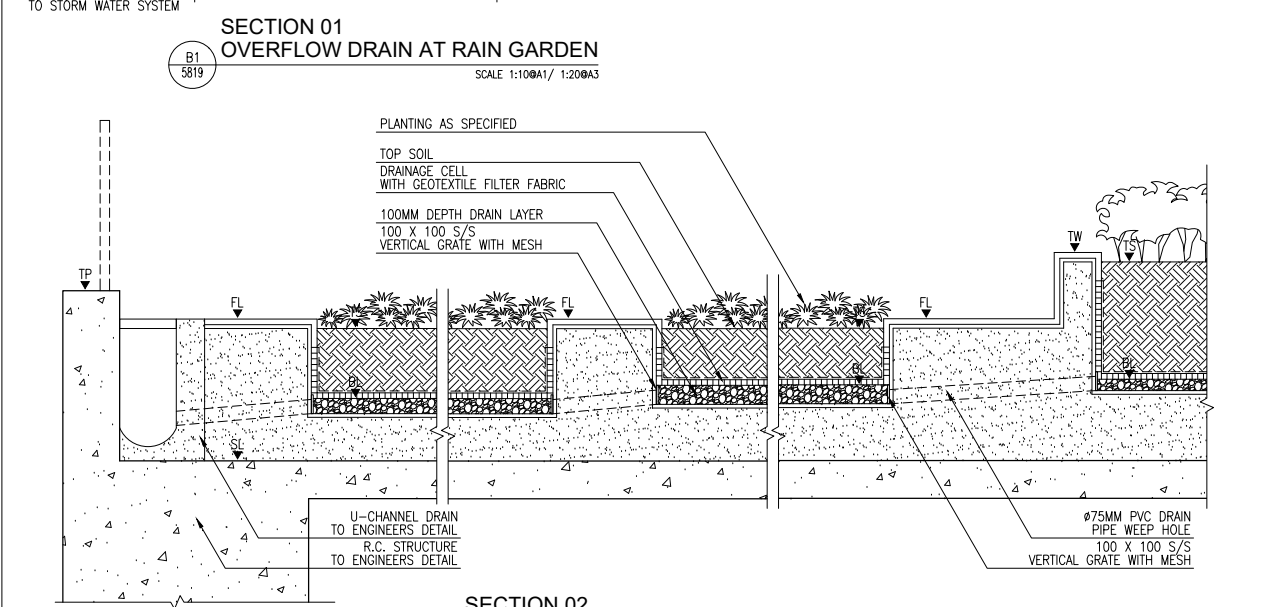 TO STORM WATER SYSTEM
SECTION 01
OVERFLOW DRAIN AT RAIN GARDEN
B1
5819
SCALE 1:10@A1/ 1:20@A3
PLANTING AS SPECIFIED
TOP SOIL
DRAINAGE CELL
WITH GEOTEXTILE FILTER FABRIC
100MM DEPTH DRAIN LAYER
100 X 100 S/S
VERTICAL GRATE WITH MESH
TP
FL
FL
FL
TW
TS
BL
BL
BL
SL
U-CHANNEL DRAIN
TO ENGINEERS DETAIL
R.C. STRUCTURE
TO ENGINEERS DETAIL
ø75MM PVC DRAIN
PIPE WEEP HOLE
100 X 100 S/S
VERTICAL GRATE WITH MESH
SECTION 02